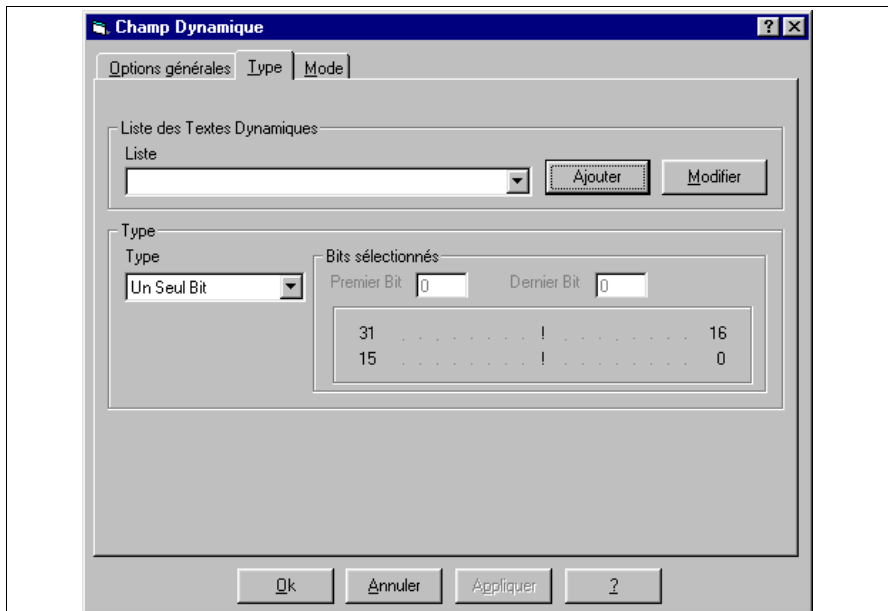 Champ Dynamique
Options générales Type Mode
Liste des Textes Dynamiques
Liste
Ajouter Modifier
Type
Type
Un Seul Bit
Bits sélectionnés
Premier Bit 0 Dernier Bit 0
31 . . . . . . . ! . . . . . . . 16
15 . . . . . . . ! . . . . . . . 0
Ok Annuler Appliquer ?